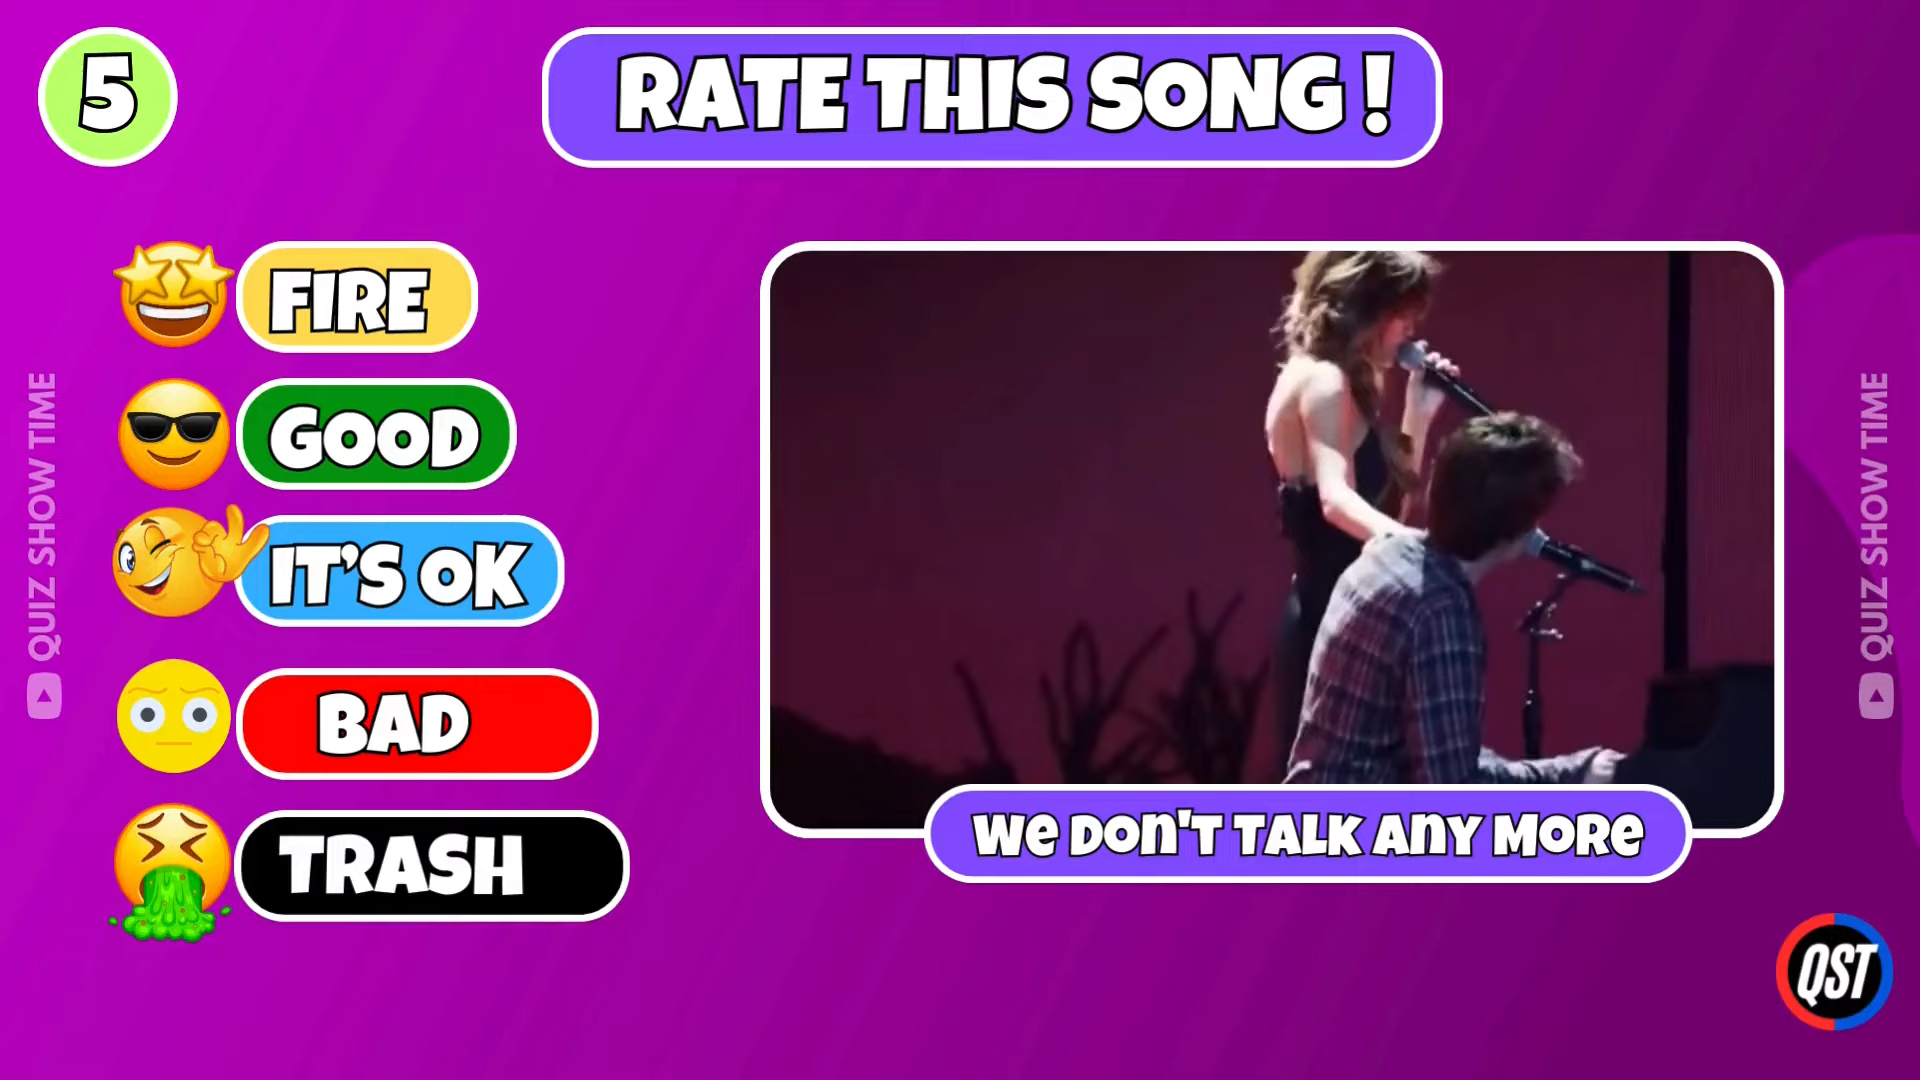 5
RATE THIS SONG !
FIRE
GOOD
IT'S OK
BAD
TRASH
WE DON'T TALK ANY MORE
QUIZ SHOW TIME
QUIZ SHOW TIME
QST